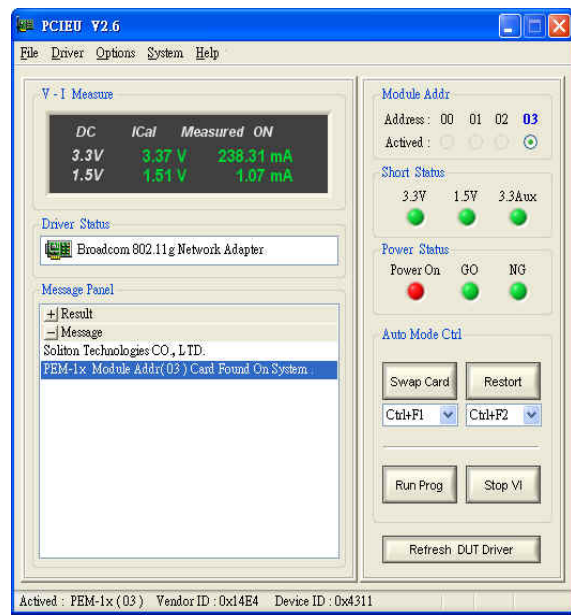 PCIEU V2.6
File Driver Options System Help
V - I Measure
DC ICal Measured ON
3.3V 3.37 V 238.31 mA
1.5V 1.51 V 1.07 mA
Driver Status
Broadcom 802.11g Network Adapter
Message Panel
+ Result
- Message
Soliton Technologies CO., LTD.
PEM-1x Module Addr( 03 ) Card Found On System .
Module Addr
Address : 00 01 02 03
Actived :
Short Status
3.3V 1.5V 3.3Aux
Power Status
Power On GO NG
Auto Mode Ctrl
Swap Card Restort
Ctrl+F1 Ctrl+F2
Run Prog Stop VI
Refresh DUT Driver
Actived : PEM-1x ( 03 ) Vendor ID : 0x14E4 Device ID : 0x4311